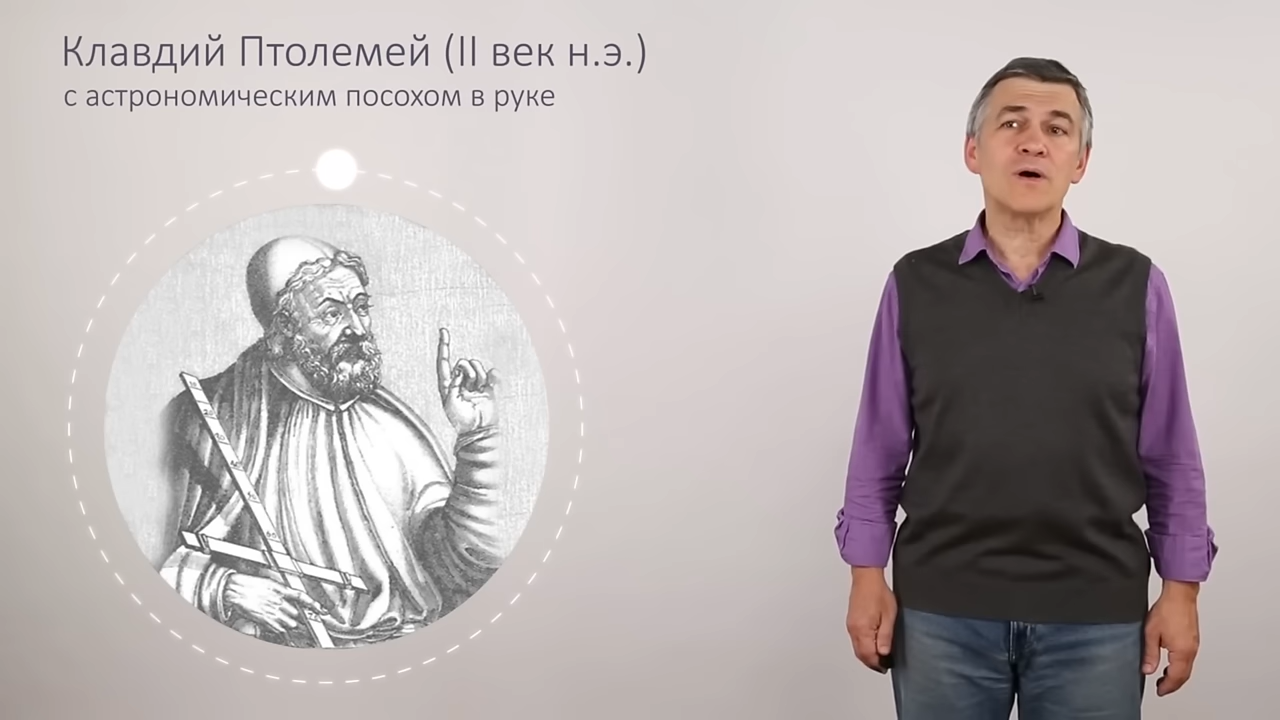 Клавдий Птолемей (II век н.э.)
с астрономическим посохом в руке